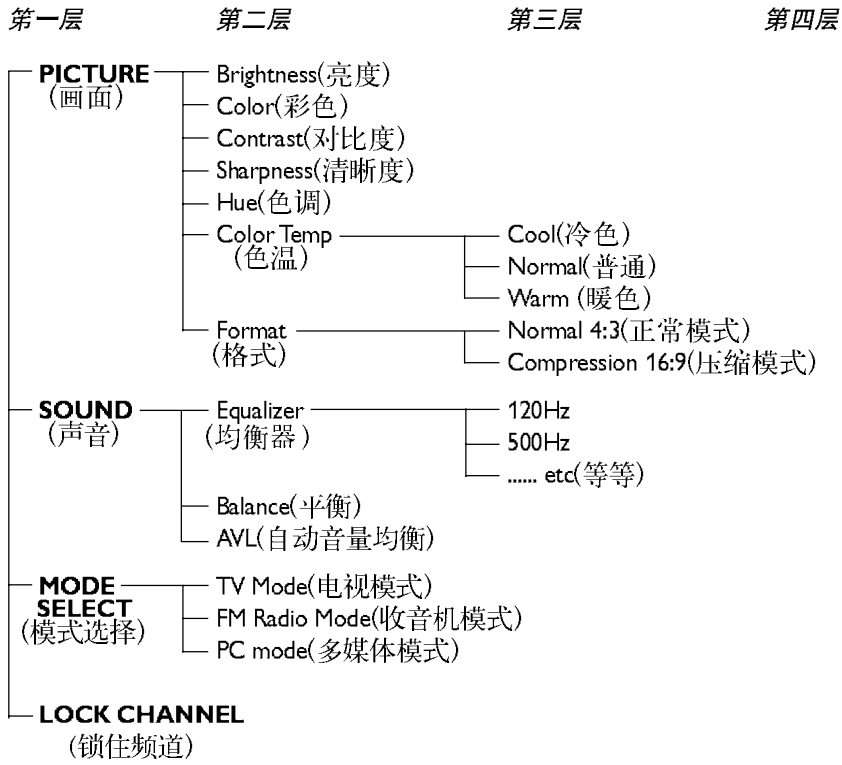 第一层 第二层 第三层 第四层
PICTURE Brightness(亮度)
(画面)
Color(彩色)
Contrast(对比度)
Sharpness(清晰度)
Hue(色调)
Color Temp Cool(冷色)
(色温) Normal(普通)
Warm (暖色)
Format Normal 4:3(正常模式)
(格式) Compression 16:9(压缩模式)
SOUND Equalizer 120Hz
(声音) (均衡器) 500Hz
...... etc(等等)
Balance(平衡)
AVL(自动音量均衡)
MODE TV Mode(电视模式)
SELECT FM Radio Mode(收音机模式)
(模式选择) PC mode(多媒体模式)
LOCK CHANNEL
(锁住频道)